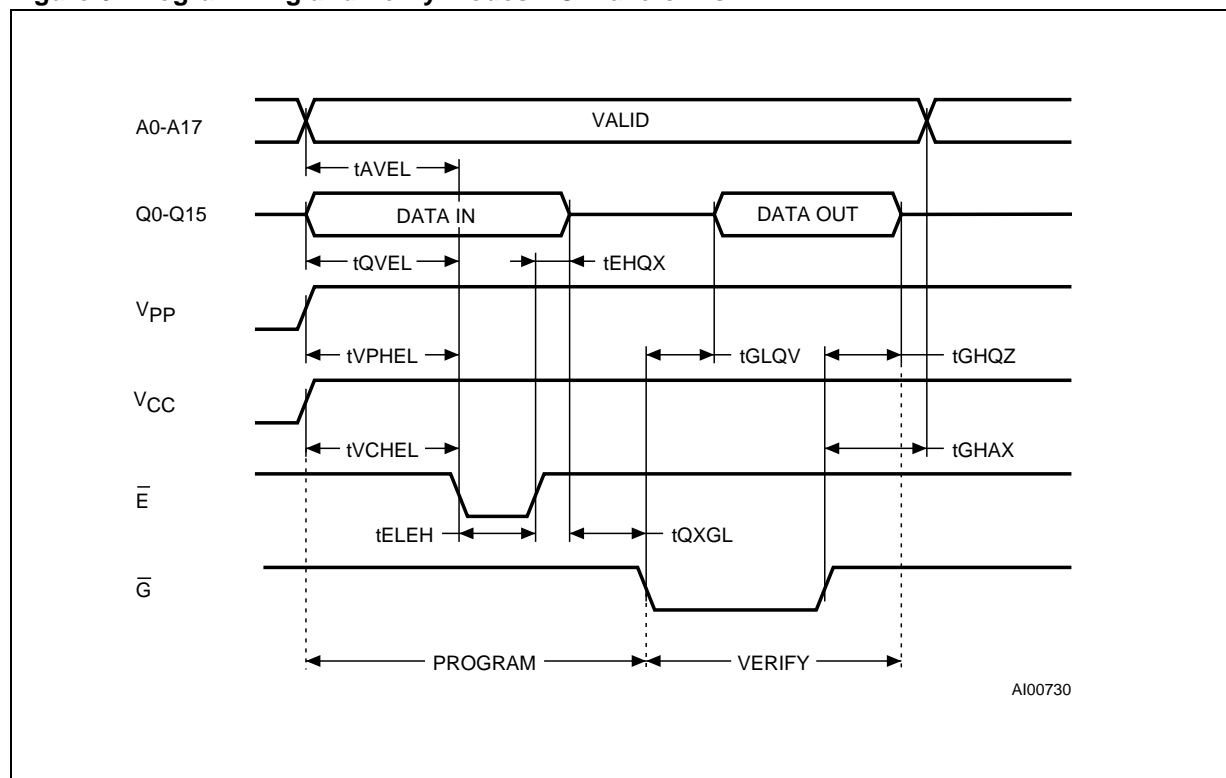 A0-A17
VALID
tAVEL
Q0-Q15
DATA IN
DATA OUT
tQVEL
tEHQX
VPP
tVPHEL
tGLQV
tGHQZ
VCC
tVCHEL
tGHAX
E̅
tELEH
tQXGL
G̅
PROGRAM
VERIFY
AI00730